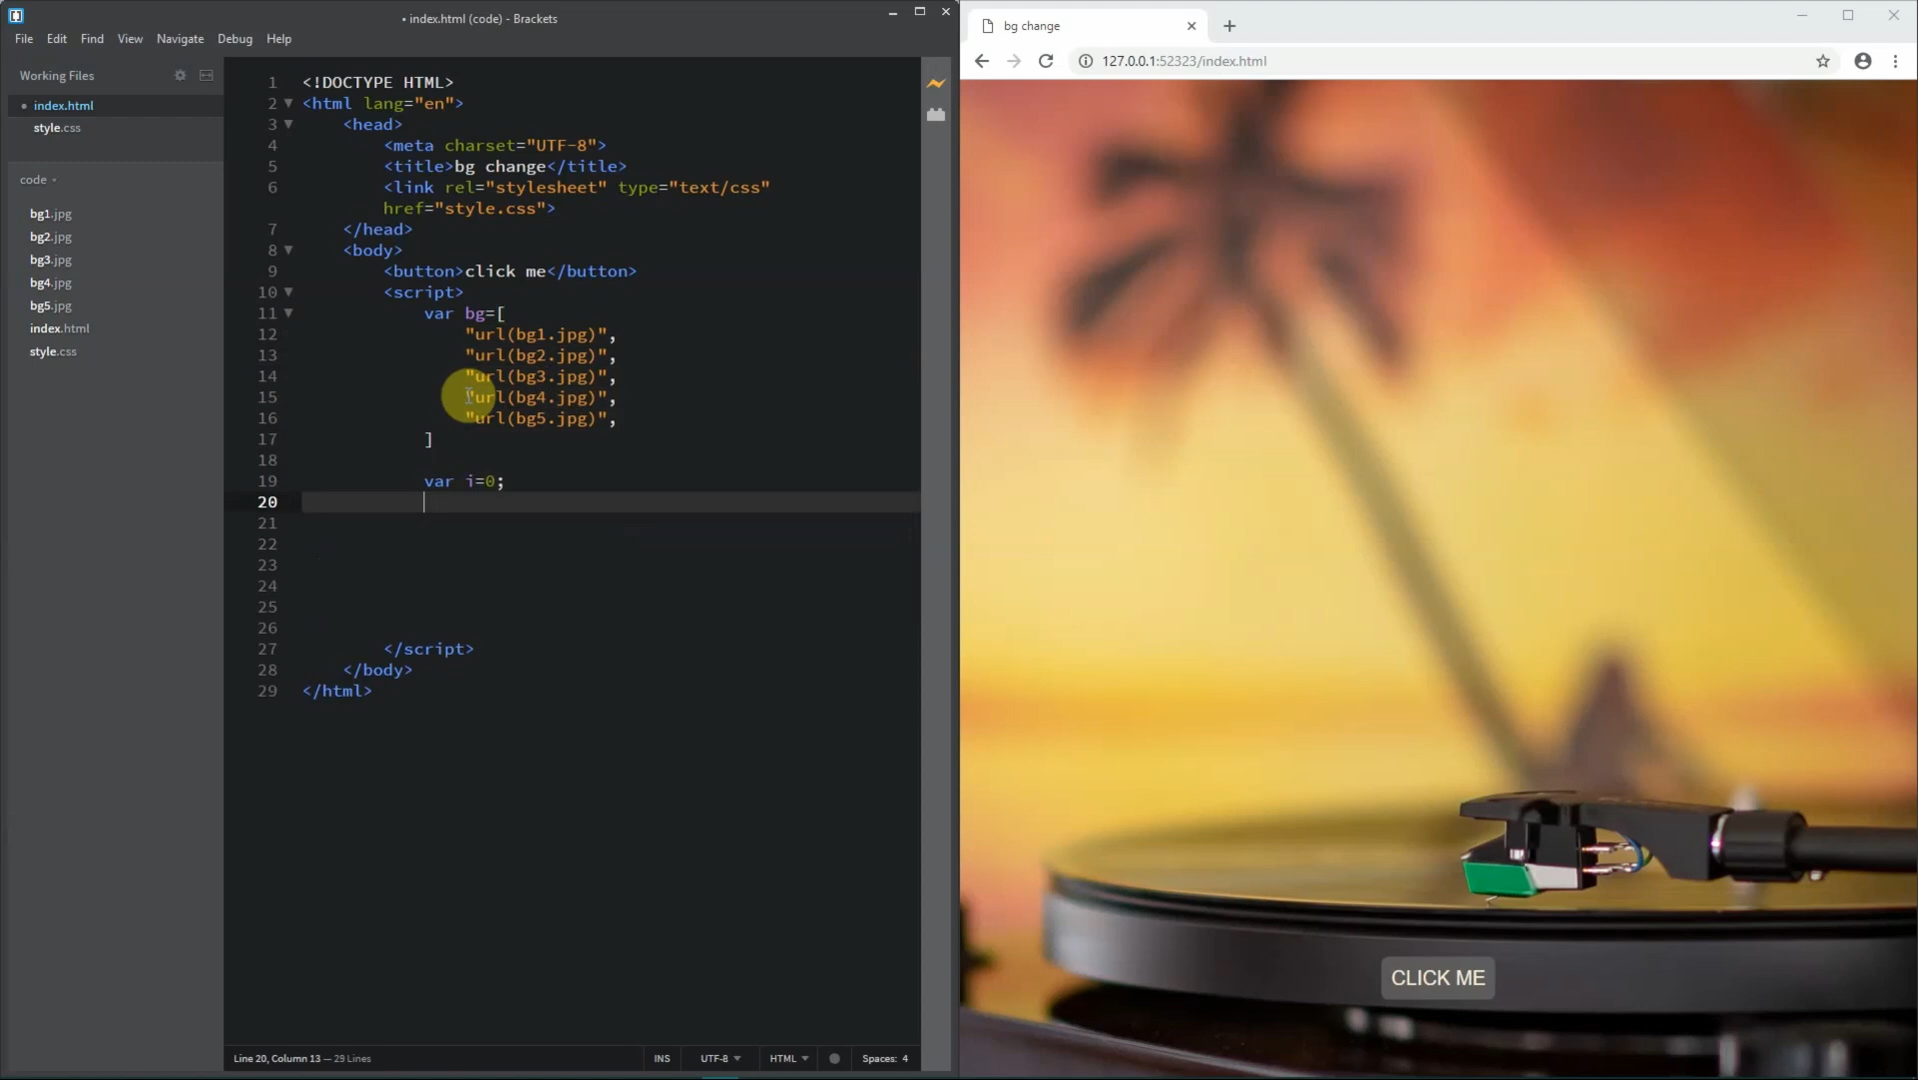 • index.html (code) - Brackets
File Edit Find View Navigate Debug Help
Working Files
index.html
style.css
code
bg1.jpg
bg2.jpg
bg3.jpg
bg4.jpg
bg5.jpg
index.html
style.css
1 <!DOCTYPE HTML>
2 <html lang="en">
3 <head>
4 <meta charset="UTF-8">
5 <title>bg change</title>
6 <link rel="stylesheet" type="text/css"
href="style.css">
7 </head>
8 <body>
9 <button>click me</button>
10 <script>
11 var bg=[
12 "url(bg1.jpg)",
13 "url(bg2.jpg)",
14 "url(bg3.jpg)",
15 "url(bg4.jpg)",
16 "url(bg5.jpg)",
17 ]
18
19 var i=0;
20
21
22
23
24
25
26
27 </script>
28 </body>
29 </html>
Line 20, Column 13 — 29 Lines
INS UTF-8 HTML Spaces: 4
bg change
127.0.0.1:52323/index.html
CLICK ME